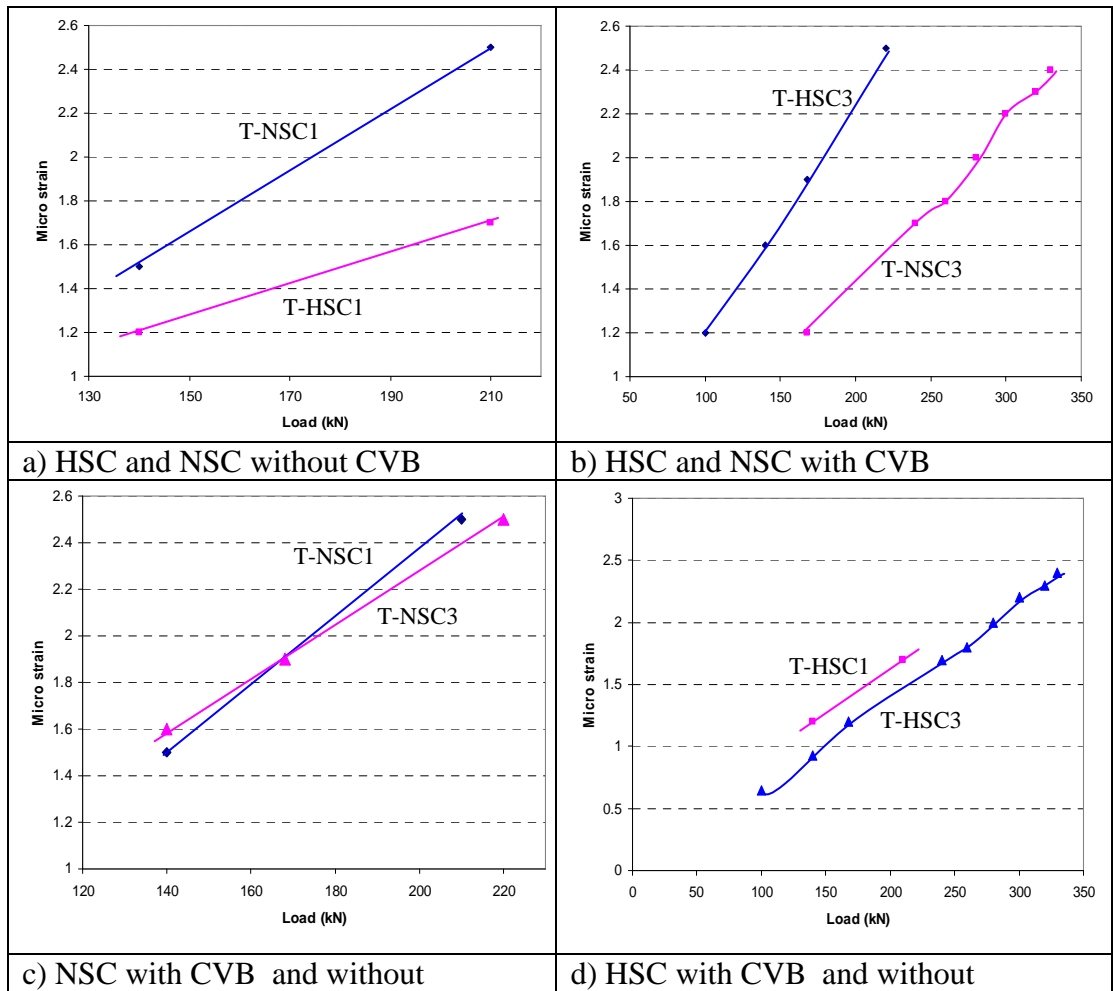 2.6
2.4
2.2
2
1.8
1.6
1.4
1.2
1
Micro strain
T-NSC1
T-HSC1
130 150 170 190 210
Load (kN)
a) HSC and NSC without CVB
2.6
2.4
2.2
2
1.8
1.6
1.4
1.2
1
Micro strain
T-HSC3
T-NSC3
50 100 150 200 250 300 350
Load (kN)
b) HSC and NSC with CVB
2.6
2.4
2.2
2
1.8
1.6
1.4
1.2
1
Micro strain
T-NSC1
T-NSC3
120 140 160 180 200 220
Load (kN)
c) NSC with CVB and without
3
2.5
2
1.5
1
0.5
0
Micro strain
T-HSC1
T-HSC3
0 50 100 150 200 250 300 350
Load (kN)
d) HSC with CVB and without